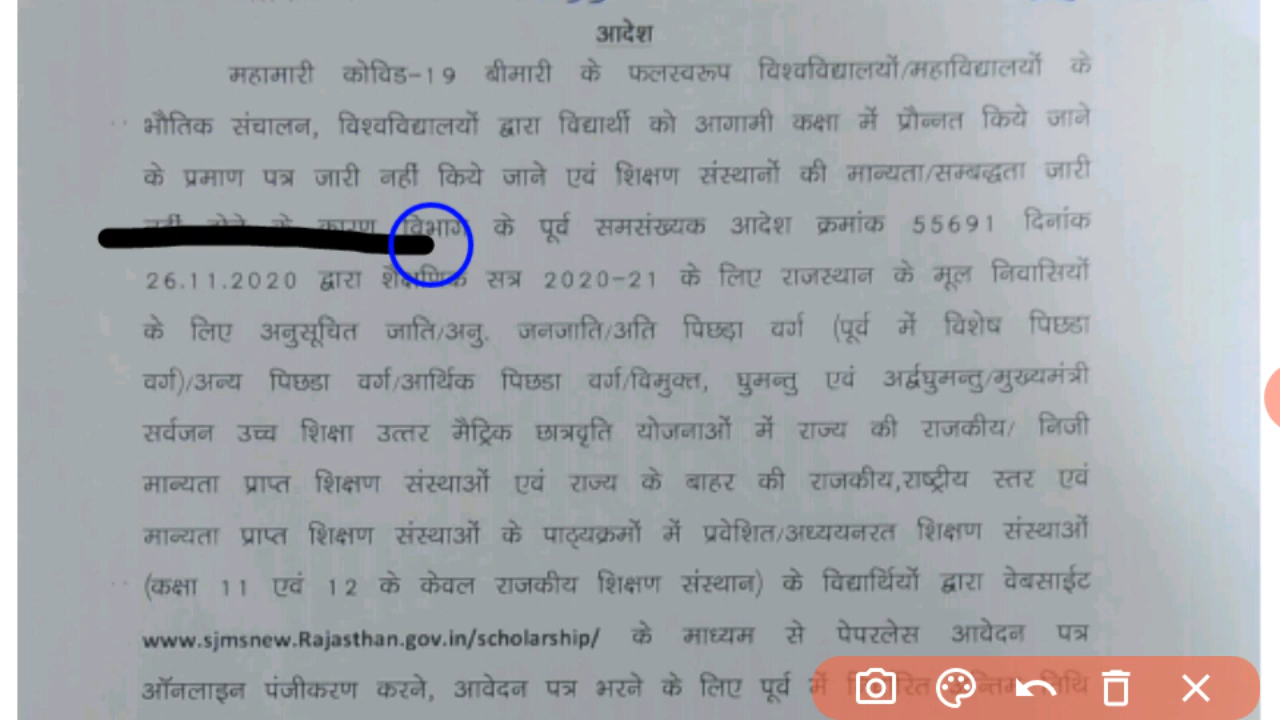 आदेश
महामारी कोविड-19 बीमारी के फलस्वरूप विश्वविद्यालयों/महाविद्यालयों के
भौतिक संचालन, विश्वविद्यालयों द्वारा विद्यार्थी को आगामी कक्षा में प्रौन्नत किये जाने
के प्रमाण पत्र जारी नहीं किये जाने एवं शिक्षण संस्थानों की मान्यता/सम्बद्धता जारी
नहीं होने के कारण विभाग के पूर्व समसंख्यक आदेश क्रमांक 55691 दिनांक
26.11.2020 द्वारा शैक्षणिक सत्र 2020-21 के लिए राजस्थान के मूल निवासियों
के लिए अनुसूचित जाति/अनु. जनजाति/अति पिछड़ा वर्ग (पूर्व में विशेष पिछडा
वर्ग)/अन्य पिछडा वर्ग/आर्थिक पिछडा वर्ग/विमुक्त, घुमन्तु एवं अर्द्वघुमन्तु/मुख्यमंत्री
सर्वजन उच्च शिक्षा उत्तर मैट्रिक छात्रवृति योजनाओं में राज्य की राजकीय/ निजी
मान्यता प्राप्त शिक्षण संस्थाओं एवं राज्य के बाहर की राजकीय,राष्ट्रीय स्तर एवं
मान्यता प्राप्त शिक्षण संस्थाओं के पाठ्यक्रमों में प्रवेशित/अध्ययनरत शिक्षण संस्थाओं
(कक्षा 11 एवं 12 के केवल राजकीय शिक्षण संस्थान) के विद्यार्थियों द्वारा वेबसाईट
www.sjmsnew.Rajasthan.gov.in/scholarship/ के माध्यम से पेपरलेस आवेदन पत्र
ऑनलाइन पंजीकरण करने, आवेदन पत्र भरने के लिए पूर्व में